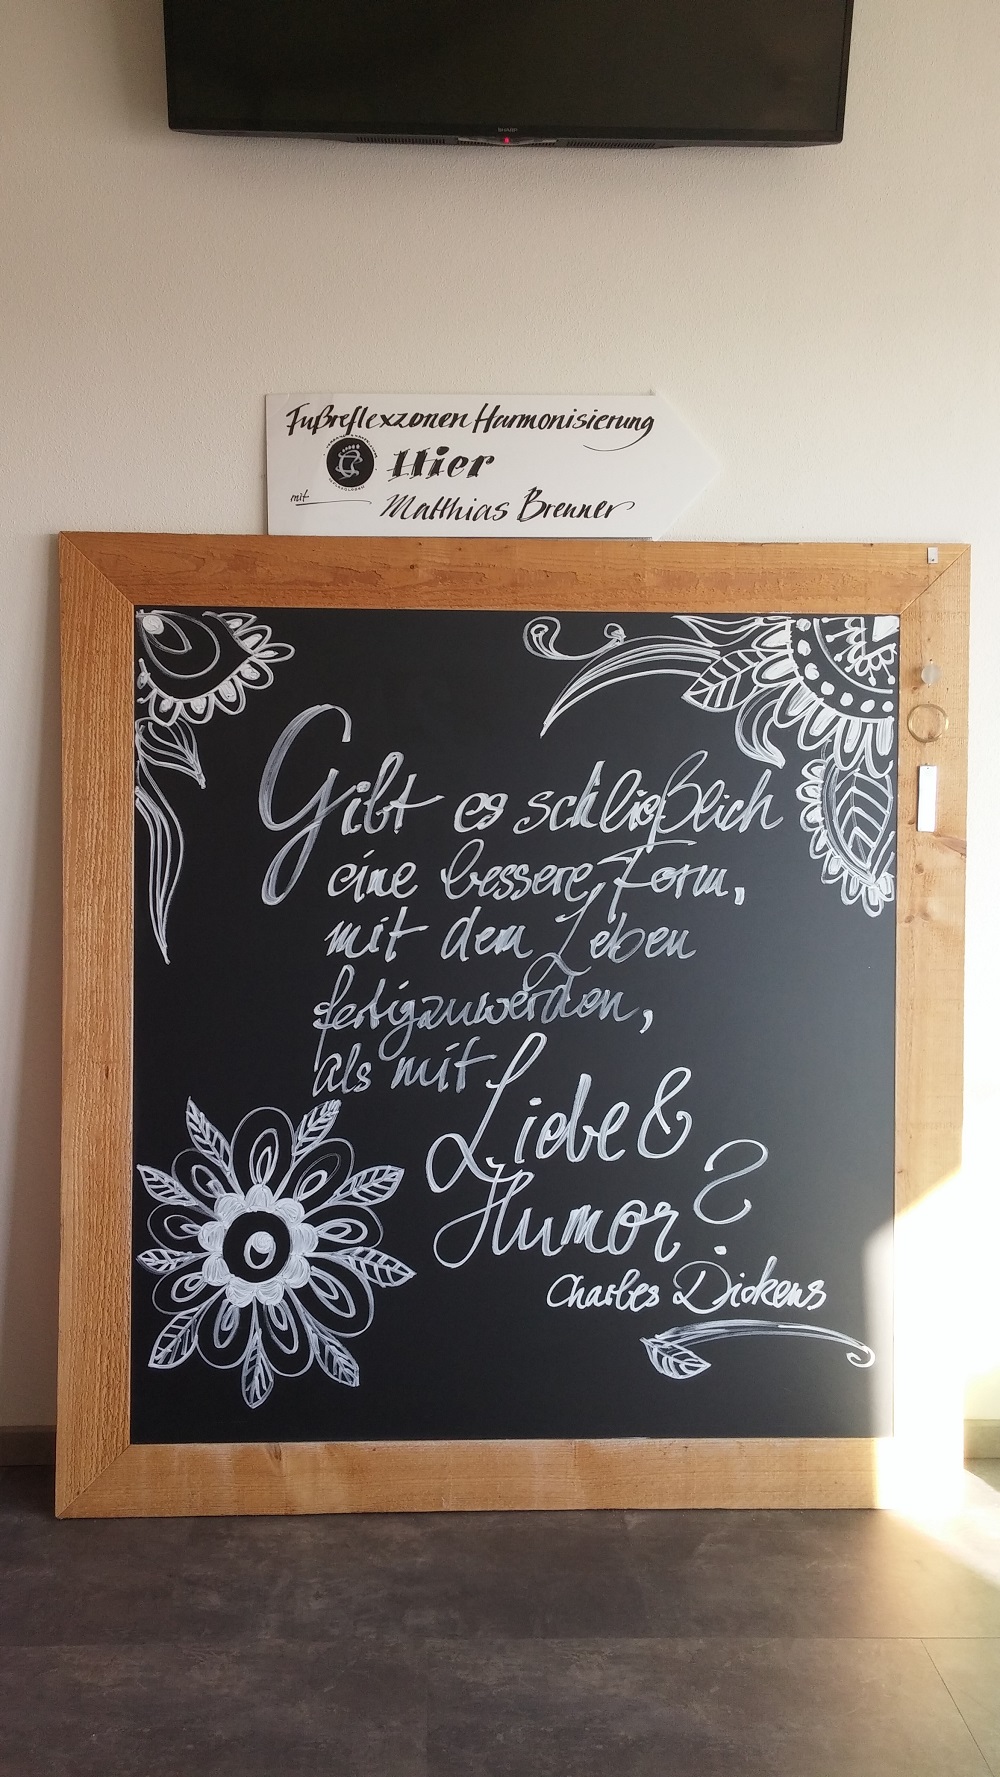 SHARP
Fußreflexzonen Harmonisierung
Hier
mit Matthias Brenner
Gibt es schließlich
eine bessere Form,
mit dem Leben
fertigzuwerden,
als mit
Liebe &
Humor?
Charles Dickens